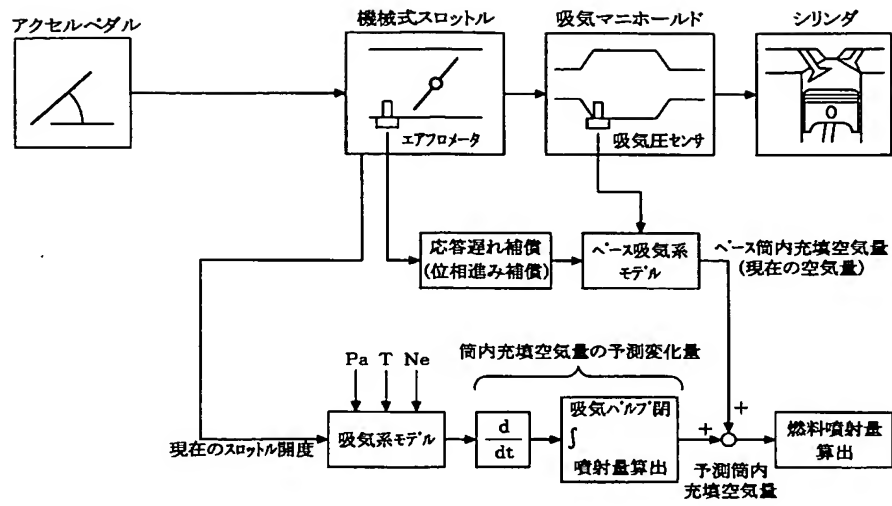 アクセルペダル
機械式スロットル
吸気マニホールド
シリンダ
エアフロメータ
吸気圧センサ
応答遅れ補償
(位相進み補償)
ベース吸気系
モデル
ベース筒内充填空気量
(現在の空気量)
筒内充填空気量の予測変化量
Pa T Ne
現在のスロットル開度
吸気系モデル
d
dt
吸気バルブ閉
∫
噴射量算出
+
+
予測筒内
充填空気量
燃料噴射量
算出